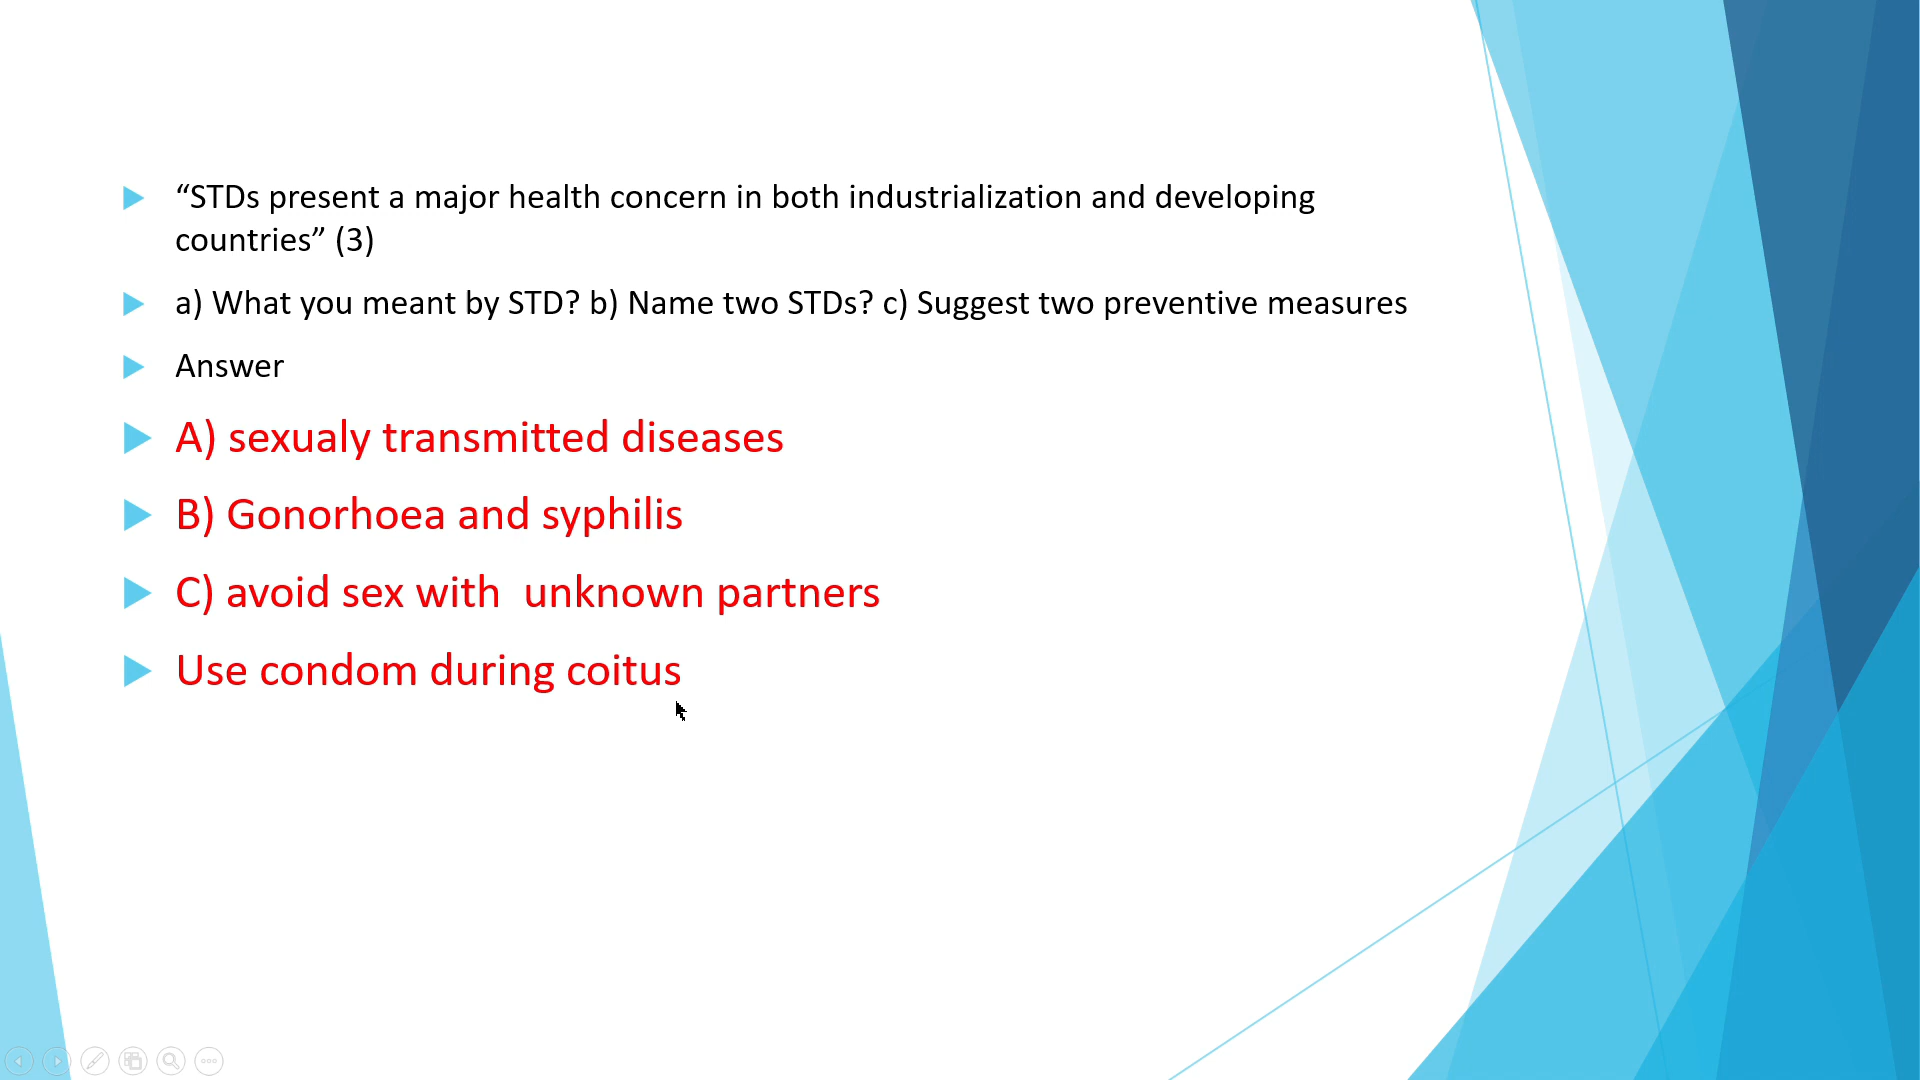 “STDs present a major health concern in both industrialization and developing
countries” (3)
a) What you meant by STD? b) Name two STDs? c) Suggest two preventive measures
Answer
A) sexualy transmitted diseases
B) Gonorhoea and syphilis
C) avoid sex with  unknown partners
Use condom during coitus